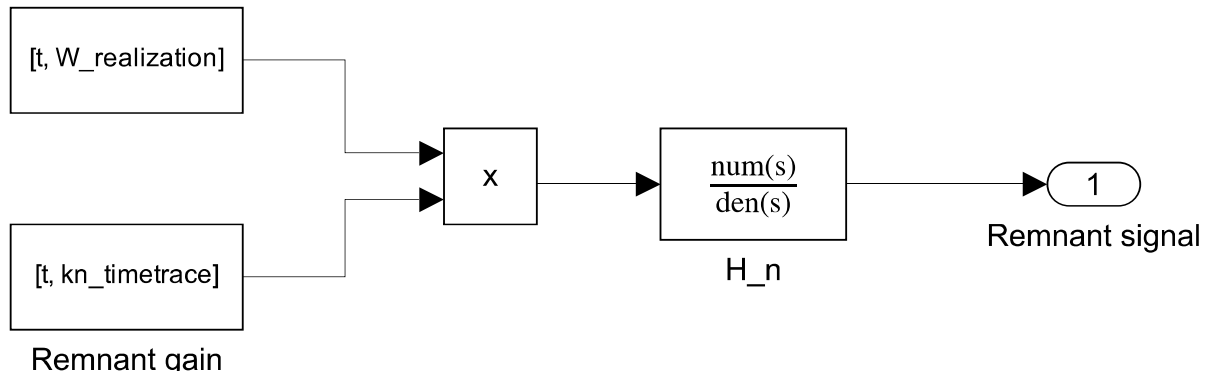 [t, W_realization]
[t, kn_timetrace]
Remnant gain
x
num(s)
den(s)
H_n
1
Remnant signal